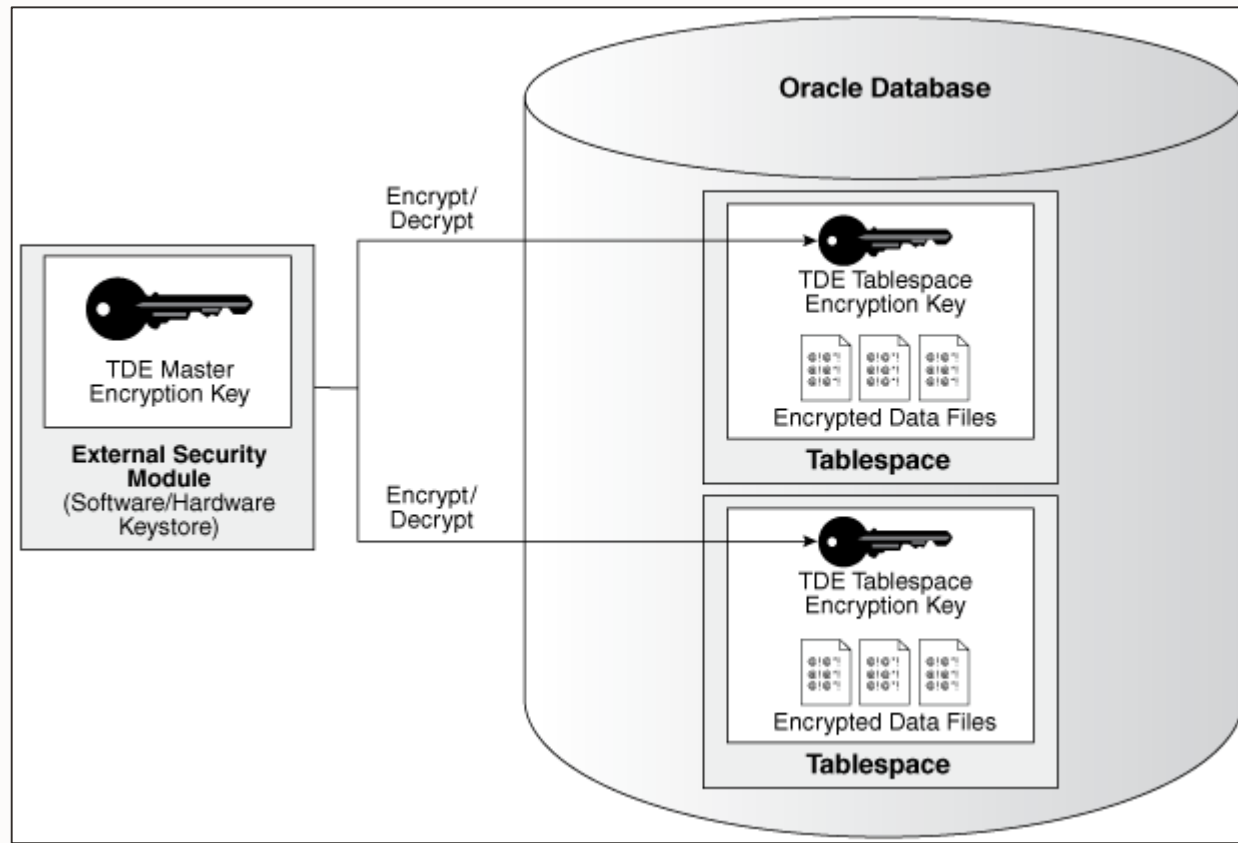 Oracle Database
Encrypt/
Decrypt
TDE Tablespace
Encryption Key
@!@"!
@!@"!
@!@"!
@!@"!
@!@"!
@!@"!
@!@"!
@!@"!
@!@"!
Encrypted Data Files
Tablespace
TDE Master
Encryption Key
External Security
Module
(Software/Hardware
Keystore)
Encrypt/
Decrypt
TDE Tablespace
Encryption Key
Encrypted Data Files
Tablespace